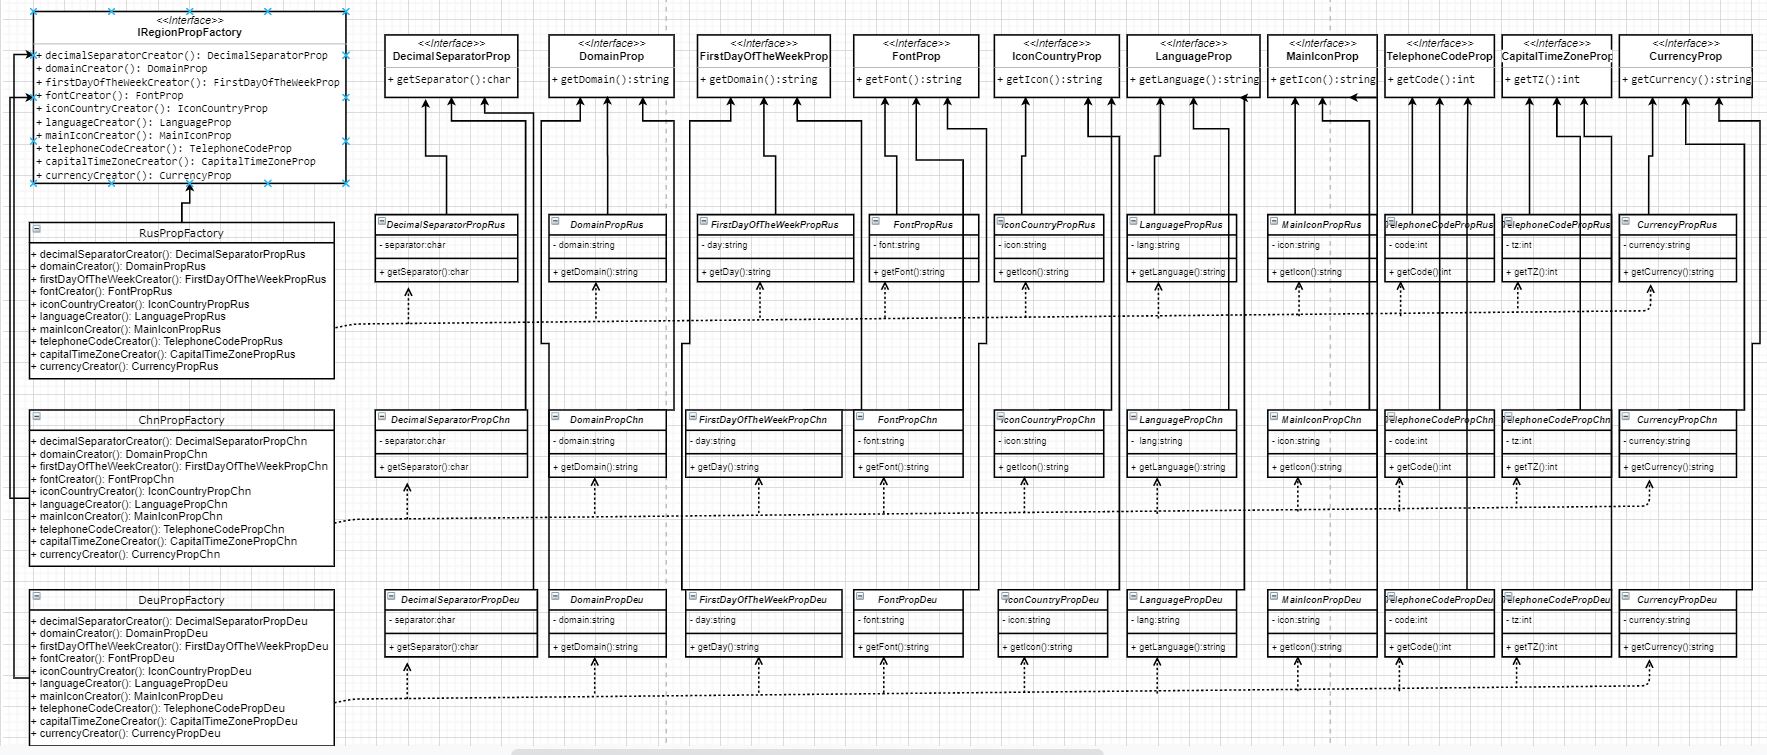 <<Interface>>
IRegionPropFactory
+ decimalSeparatorCreator(): DecimalSeparatorProp
+ domainCreator(): DomainProp
+ firstDayOfTheWeekCreator(): FirstDayOfTheWeekProp
+ fontCreator(): FontProp
+ iconCountryCreator(): IconCountryProp
+ languageCreator(): LanguageProp
+ mainIconCreator(): MainIconProp
+ telephoneCodeCreator(): TelephoneCodeProp
+ capitalTimeZoneCreator(): CapitalTimeZoneProp
+ currencyCreator(): CurrencyProp
<<Interface>>
DecimalSeparatorProp
+ getSeparator():char
<<Interface>>
DomainProp
+ getDomain():string
<<Interface>>
FirstDayOfTheWeekProp
+ getDomain():string
<<Interface>>
FontProp
+ getFont():string
<<Interface>>
IconCountryProp
+ getIcon():string
<<Interface>>
LanguageProp
+ getLanguage():string
<<Interface>>
MainIconProp
+ getIcon():string
<<Interface>>
TelephoneCodeProp
+ getCode():int
<<Interface>>
CapitalTimeZoneProp
+ getTZ():int
<<Interface>>
CurrencyProp
+ getCurrency():string
RusPropFactory
+ decimalSeparatorCreator(): DecimalSeparatorPropRus
+ domainCreator(): DomainPropRus
+ firstDayOfTheWeekCreator(): FirstDayOfTheWeekPropRus
+ fontCreator(): FontPropRus
+ iconCountryCreator(): IconCountryPropRus
+ languageCreator(): LanguagePropRus
+ mainIconCreator(): MainIconPropRus
+ telephoneCodeCreator(): TelephoneCodePropRus
+ capitalTimeZoneCreator(): CapitalTimeZonePropRus
+ currencyCreator(): CurrencyPropRus
DecimalSeparatorPropRus
- separator:char
+ getSeparator():char
DomainPropRus
- domain:string
+ getDomain():string
FirstDayOfTheWeekPropRus
- day:string
+ getDay():string
FontPropRus
- font:string
+ getFont():string
IconCountryPropRus
- icon:string
+ getIcon():string
LanguagePropRus
- lang:string
+ getLanguage():string
MainIconPropRus
- icon:string
+ getIcon():string
TelephoneCodePropRus
- code:int
+ getCode():int
TelephoneCodePropRus
- tz:int
+ getTZ():int
CurrencyPropRus
- currency:string
+ getCurrency():string
ChnPropFactory
+ decimalSeparatorCreator(): DecimalSeparatorPropChn
+ domainCreator(): DomainPropChn
+ firstDayOfTheWeekCreator(): FirstDayOfTheWeekPropChn
+ fontCreator(): FontPropChn
+ iconCountryCreator(): IconCountryPropChn
+ languageCreator(): LanguagePropChn
+ mainIconCreator(): MainIconPropChn
+ telephoneCodeCreator(): TelephoneCodePropChn
+ capitalTimeZoneCreator(): CapitalTimeZonePropChn
+ currencyCreator(): CurrencyPropChn
DecimalSeparatorPropChn
- separator:char
+ getSeparator():char
DomainPropChn
- domain:string
+ getDomain():string
FirstDayOfTheWeekPropChn
- day:string
+ getDay():string
FontPropChn
- font:string
+ getFont():string
IconCountryPropChn
- icon:string
+ getIcon():string
LanguagePropChn
- lang:string
+ getLanguage():string
MainIconPropChn
- icon:string
+ getIcon():string
TelephoneCodePropChn
- code:int
+ getCode():int
TelephoneCodePropChn
- tz:int
+ getTZ():int
CurrencyPropChn
- currency:string
+ getCurrency():string
DeuPropFactory
+ decimalSeparatorCreator(): DecimalSeparatorPropDeu
+ domainCreator(): DomainPropDeu
+ firstDayOfTheWeekCreator(): FirstDayOfTheWeekPropDeu
+ fontCreator(): FontPropDeu
+ iconCountryCreator(): IconCountryPropDeu
+ languageCreator(): LanguagePropDeu
+ mainIconCreator(): MainIconPropDeu
+ telephoneCodeCreator(): TelephoneCodePropDeu
+ capitalTimeZoneCreator(): CapitalTimeZonePropDeu
+ currencyCreator(): CurrencyPropDeu
DecimalSeparatorPropDeu
- separator:char
+ getSeparator():char
DomainPropDeu
- domain:string
+ getDomain():string
FirstDayOfTheWeekPropDeu
- day:string
+ getDay():string
FontPropDeu
- font:string
+ getFont():string
IconCountryPropDeu
- icon:string
+ getIcon():string
LanguagePropDeu
- lang:string
+ getLanguage():string
MainIconPropDeu
- icon:string
+ getIcon():string
TelephoneCodePropDeu
- code:int
+ getCode():int
TelephoneCodePropDeu
- tz:int
+ getTZ():int
CurrencyPropDeu
- currency:string
+ getCurrency():string